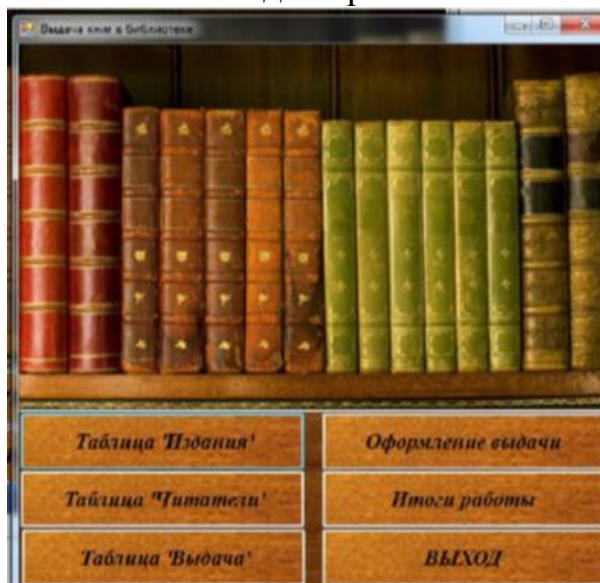 Выдача книг в библиотеке
Таблица 'Издания'
Оформление выдачи
Таблица 'Читатели'
Итоги работы
Таблица 'Выдача'
ВЫХОД